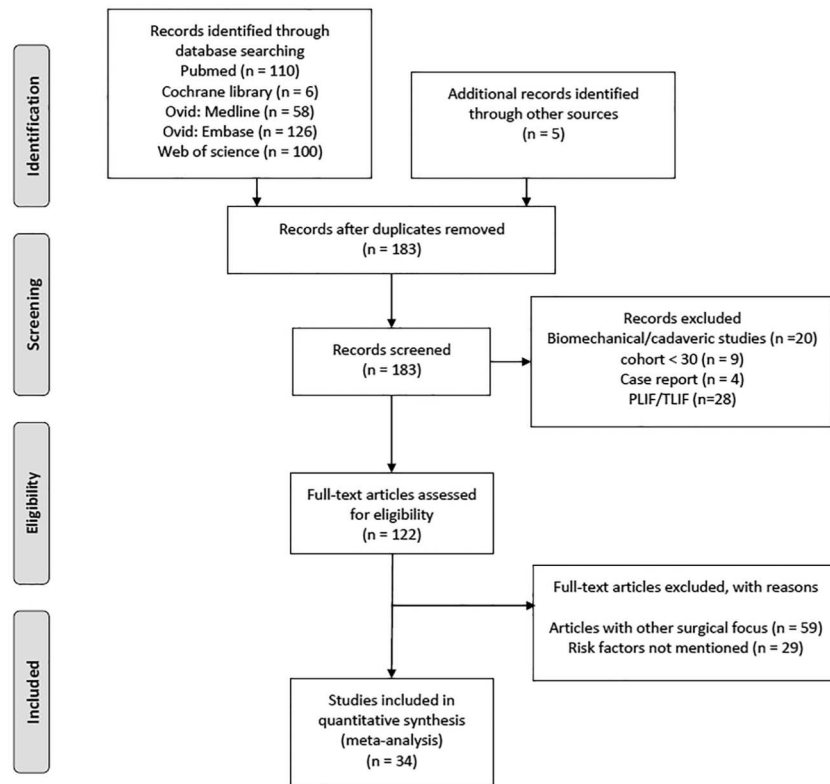 Identification
Records identified through
database searching
Pubmed (n = 110)
Cochrane library (n = 6)
Ovid: Medline (n = 58)
Ovid: Embase (n = 126)
Web of science (n = 100)
Additional records identified
through other sources
(n = 5)
Records after duplicates removed
(n = 183)
Screening
Records screened
(n = 183)
Records excluded
Biomechanical/cadaveric studies (n =20)
cohort < 30 (n = 9)
Case report (n = 4)
PLIF/TLIF (n=28)
Eligibility
Full-text articles assessed
for eligibility
(n = 122)
Full-text articles excluded, with reasons
Articles with other surgical focus (n = 59)
Risk factors not mentioned (n = 29)
Included
Studies included in
quantitative synthesis
(meta-analysis)
(n = 34)